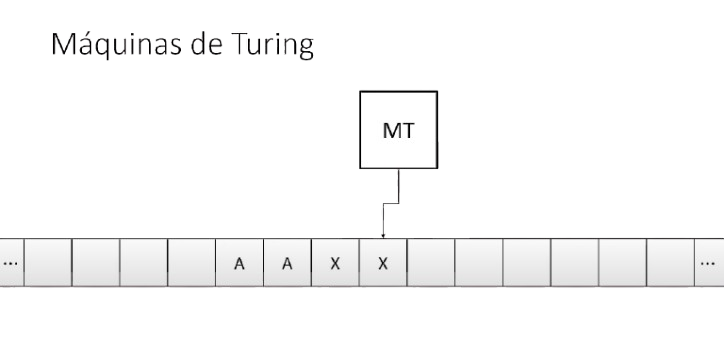 Máquinas de Turing
MT
... A A X X ...